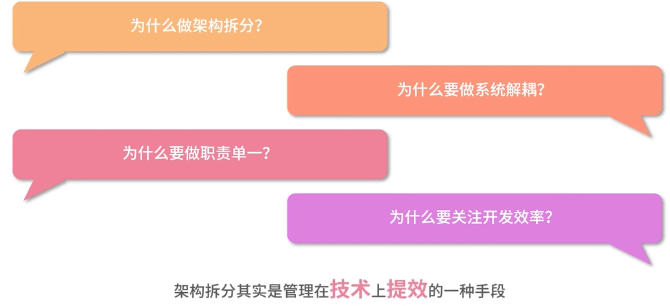 为什么做架构拆分?
为什么要做系统解耦?
为什么要做职责单一?
为什么要关注开发效率?
架构拆分其实是管理在技术上提效的一种手段